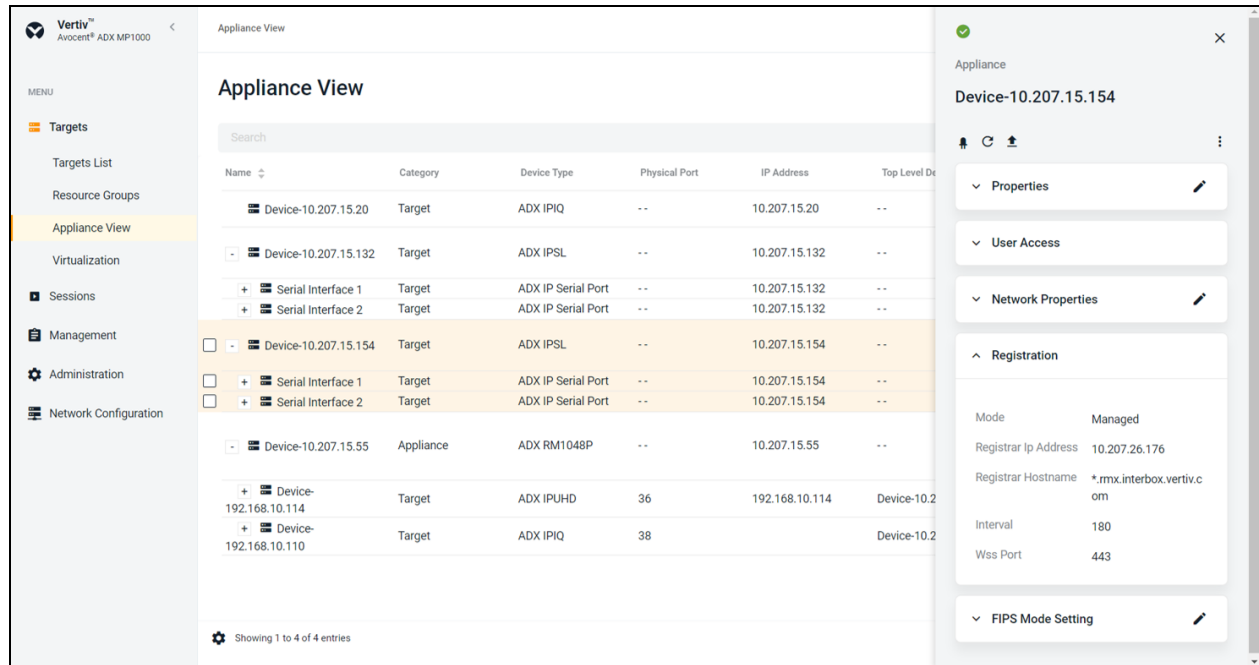 Vertiv™
Avocent® ADX MP1000
MENU
Targets
Targets List
Resource Groups
Appliance View
Virtualization
Sessions
Management
Administration
Network Configuration
Appliance View
Appliance View
Search
Name Category Device Type Physical Port IP Address Top Level De
Device-10.207.15.20 Target ADX IPIQ -- 10.207.15.20 --
- Device-10.207.15.132 Target ADX IPSL -- 10.207.15.132 --
+ Serial Interface 1 Target ADX IP Serial Port -- 10.207.15.132
+ Serial Interface 2 Target ADX IP Serial Port -- 10.207.15.132
- Device-10.207.15.154 Target ADX IPSL -- 10.207.15.154 --
+ Serial Interface 1 Target ADX IP Serial Port -- 10.207.15.154
+ Serial Interface 2 Target ADX IP Serial Port -- 10.207.15.154
- Device-10.207.15.55 Appliance ADX RM1048P -- 10.207.15.55 --
+ Device-
192.168.10.114 Target ADX IPUHD 36 192.168.10.114 Device-10.2
+ Device-
192.168.10.110 Target ADX IPIQ 38 Device-10.2
Showing 1 to 4 of 4 entries
Appliance
Device-10.207.15.154
Properties
User Access
Network Properties
Registration
Mode Managed
Registrar Ip Address 10.207.26.176
Registrar Hostname *.rmx.interbox.vertiv.c
om
Interval 180
Wss Port 443
FIPS Mode Setting